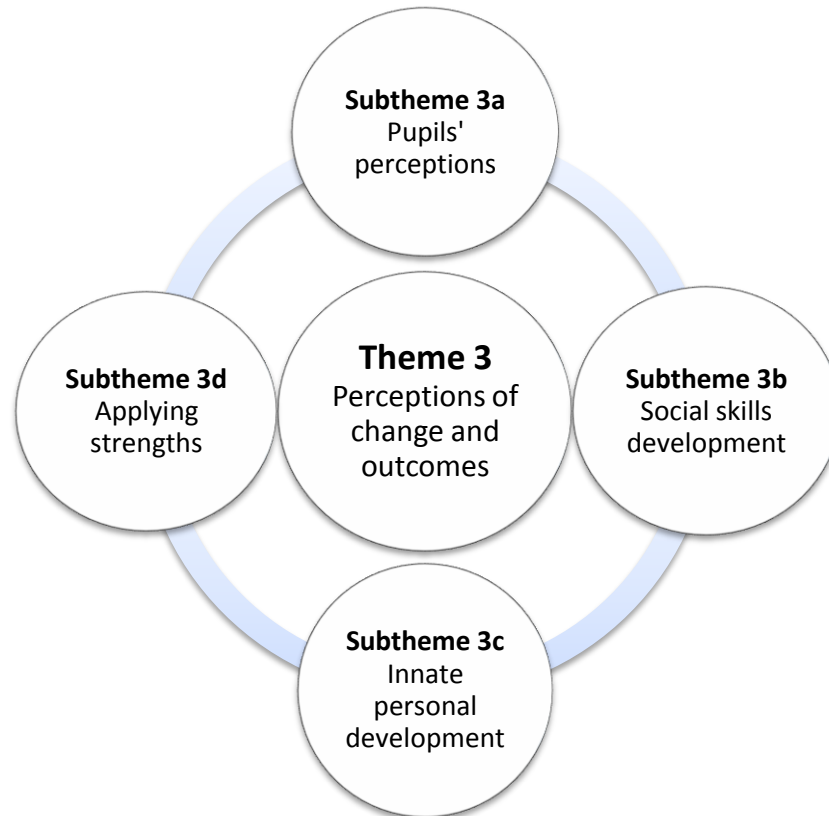 Subtheme 3a
Pupils'
perceptions
Theme 3
Perceptions of
change and
outcomes
Subtheme 3b
Social skills
development
Subtheme 3c
Innate
personal
development
Subtheme 3d
Applying
strengths